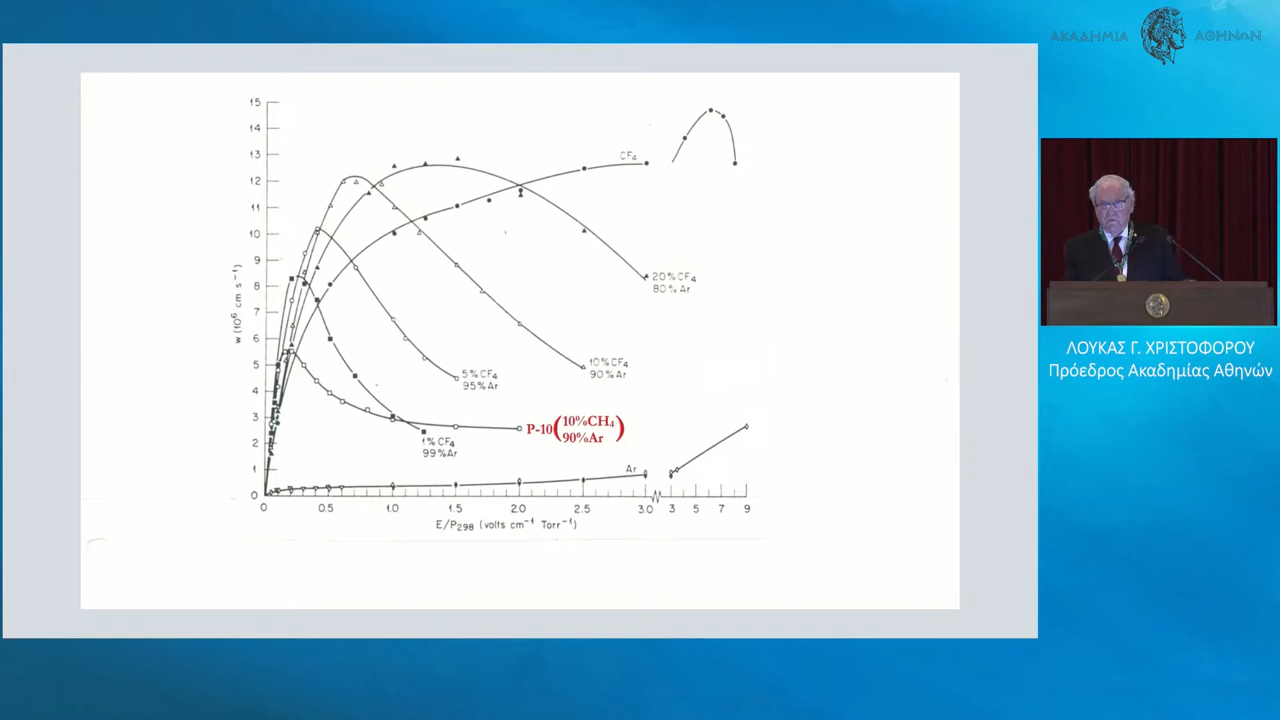 ΑΚΑΔΗΜΙΑ ΑΘΗΝΩΝ
ΛΟΥΚΑΣ Γ. ΧΡΙΣΤΟΦΟΡΟΥ
Πρόεδρος Ακαδημίας Αθηνών
w (10⁶ cm s⁻¹)
15
14
13
12
11
10
9
8
7
6
5
4
3
2
1
0
CF₄
20%CF₄
80%Ar
10%CF₄
90%Ar
5%CF₄
95%Ar
P-10(10%CH₄
90%Ar)
1%CF₄
99%Ar
Ar
0 0.5 1.0 1.5 2.0 2.5 3.0 3 5 7 9
E/P₂₉₈ (volts cm⁻¹ Torr⁻¹)